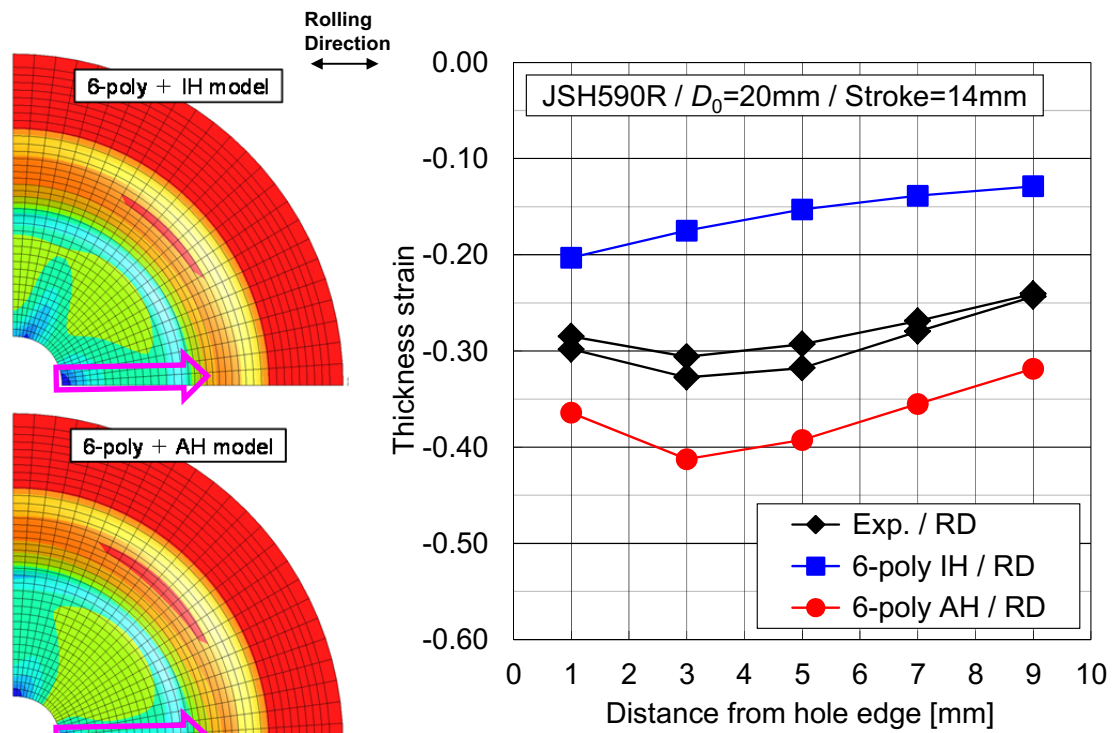 Rolling
Direction
6-poly + IH model
6-poly + AH model
JSH590R / D₀=20mm / Stroke=14mm
Thickness strain
0.00
-0.10
-0.20
-0.30
-0.40
-0.50
-0.60
Exp. / RD
6-poly IH / RD
6-poly AH / RD
0 1 2 3 4 5 6 7 8 9 10
Distance from hole edge [mm]